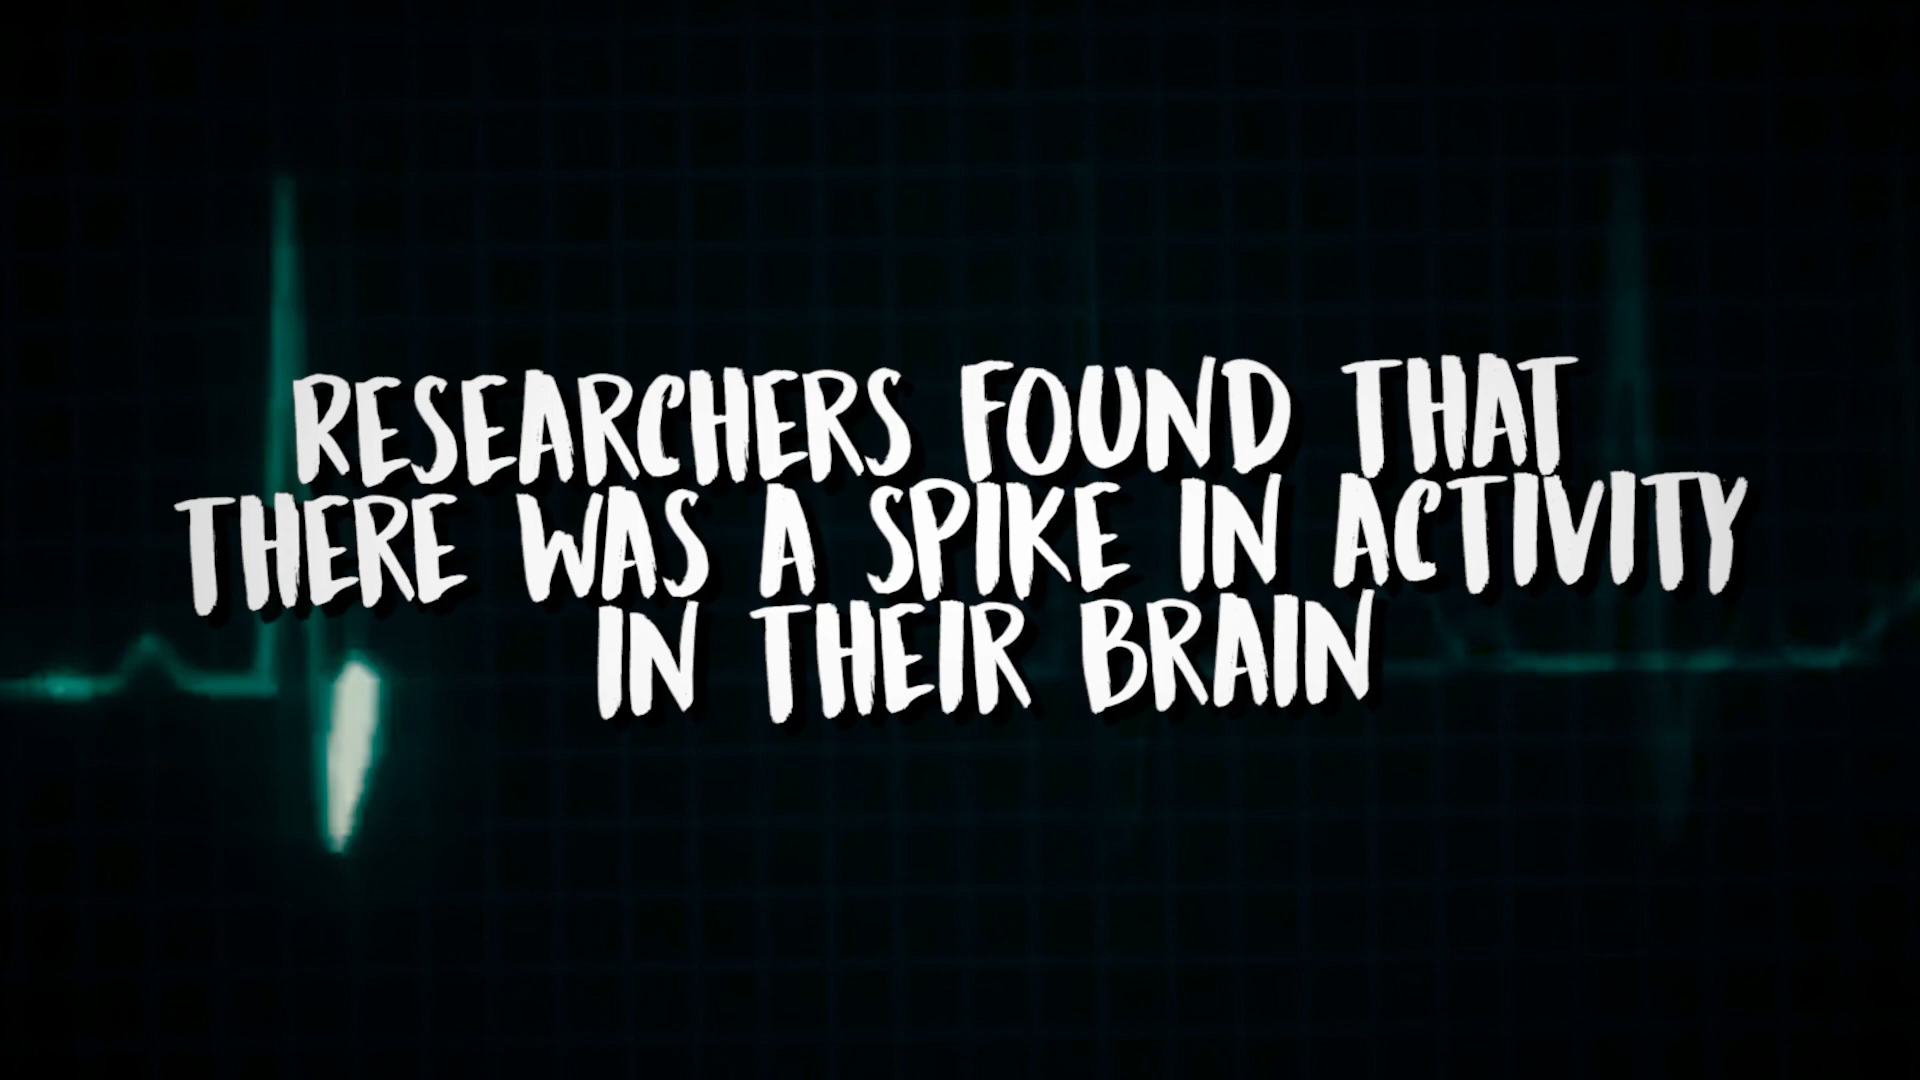 RESEARCHERS FOUND THAT
THERE WAS A SPIKE IN ACTIVITY
IN THEIR BRAIN